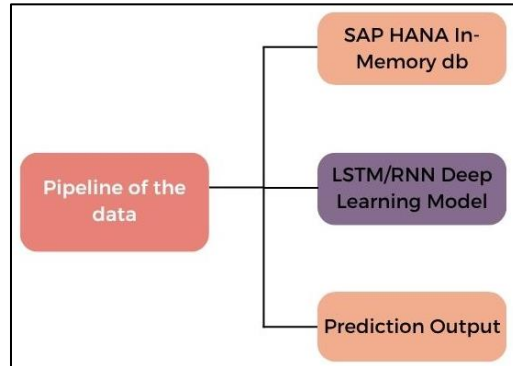 SAP HANA In-
Memory db
Pipeline of the
data
LSTM/RNN Deep
Learning Model
Prediction Output